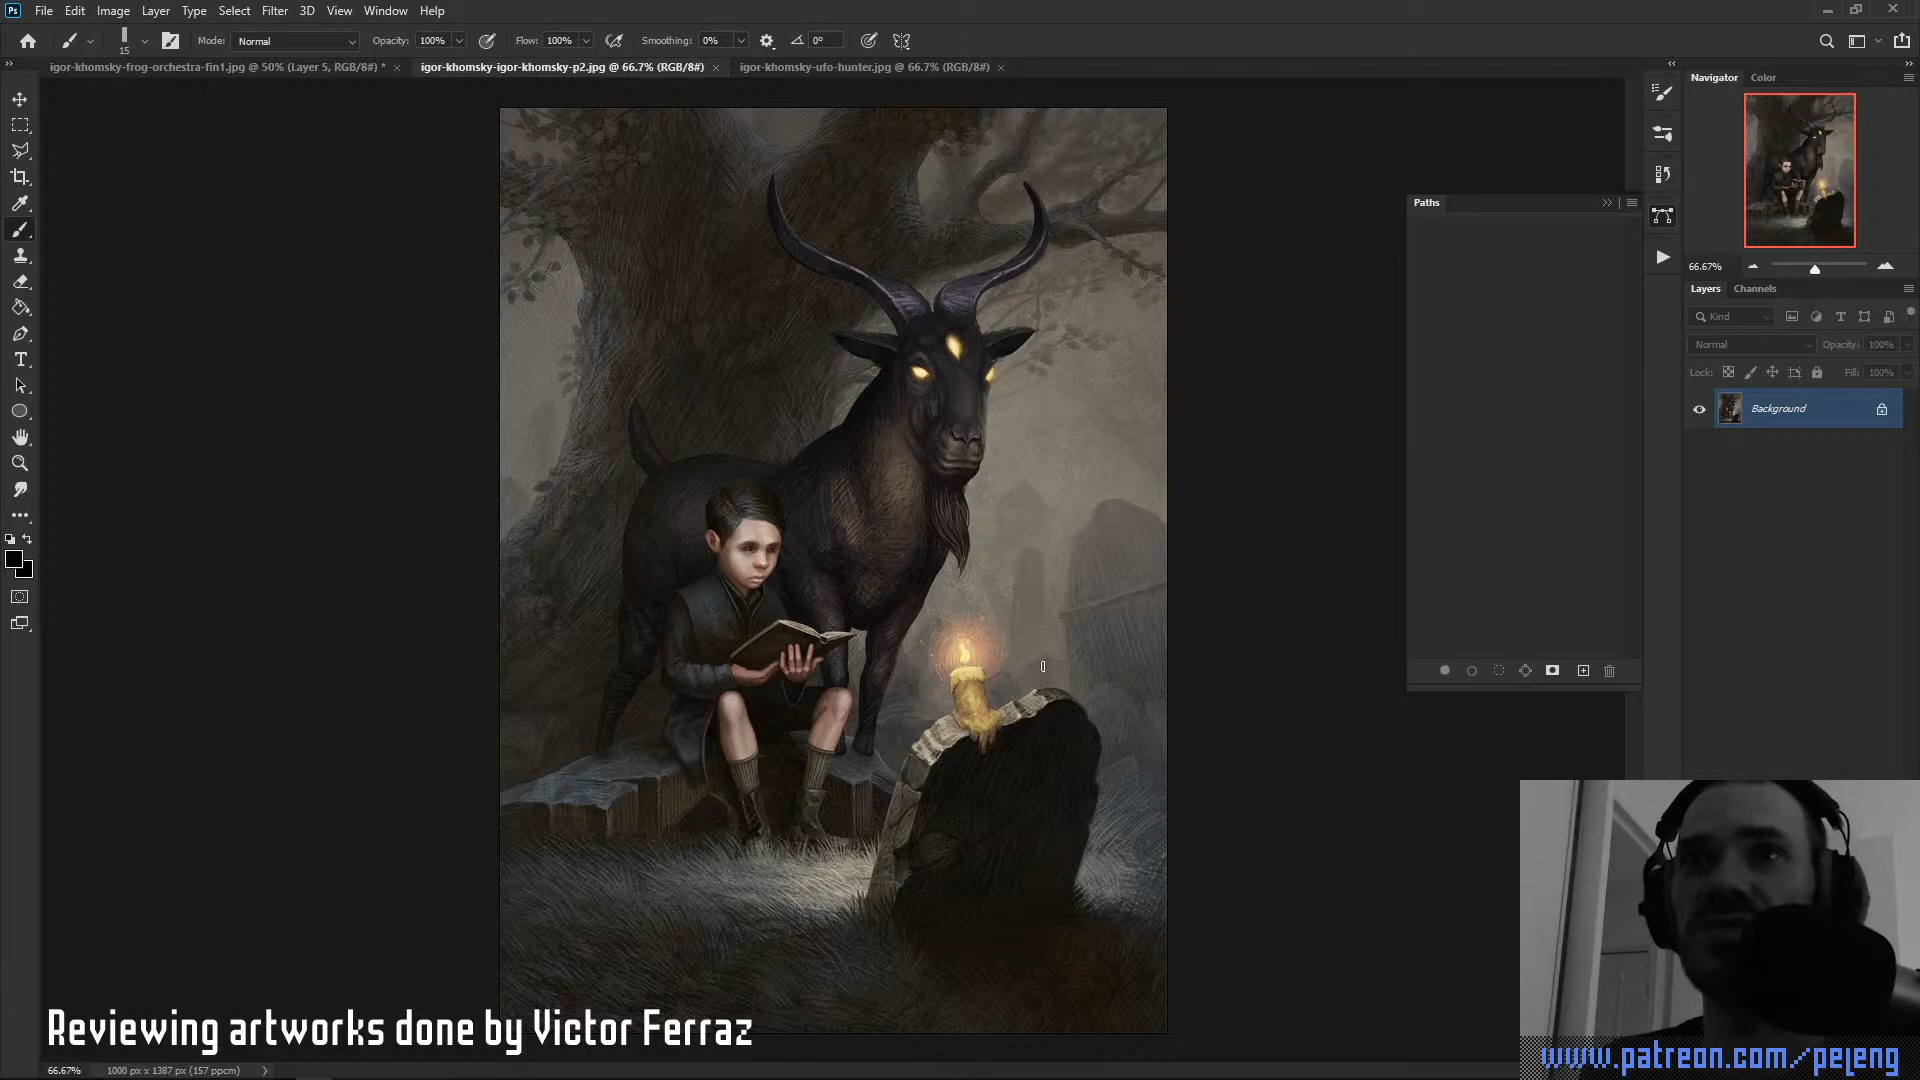 Ps File Edit Image Layer Type Select Filter 3D View Window Help
15 Mode: Normal Opacity: 100% Flow: 100% Smoothing: 0% 0°
igor-khomsky-frog-orchestra-fin1.jpg @ 50% (Layer 5, RGB/8#) * igor-khomsky-igor-khomsky-p2.jpg @ 66.7% (RGB/8#) igor-khomsky-ufo-hunter.jpg @ 66.7% (RGB/8#)
Navigator Color
Paths
66.67%
Layers Channels
Kind
Normal Opacity: 100%
Lock: Fill: 100%
Background
Reviewing artworks done by Victor Ferraz
www.patreon.com/peleng
66.67% 1000 px x 1387 px (157 ppcm)